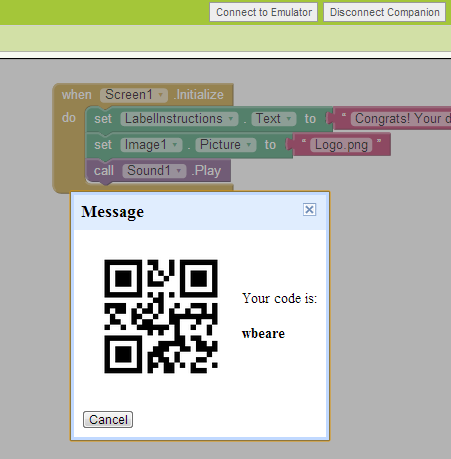 Connect to Emulator Disconnect Companion
when Screen1 .Initialize
do set LabelInstructions . Text to " Congrats! Your d
set Image1 . Picture to " Logo.png "
call Sound1 .Play
Message
Your code is:
wbeare
Cancel